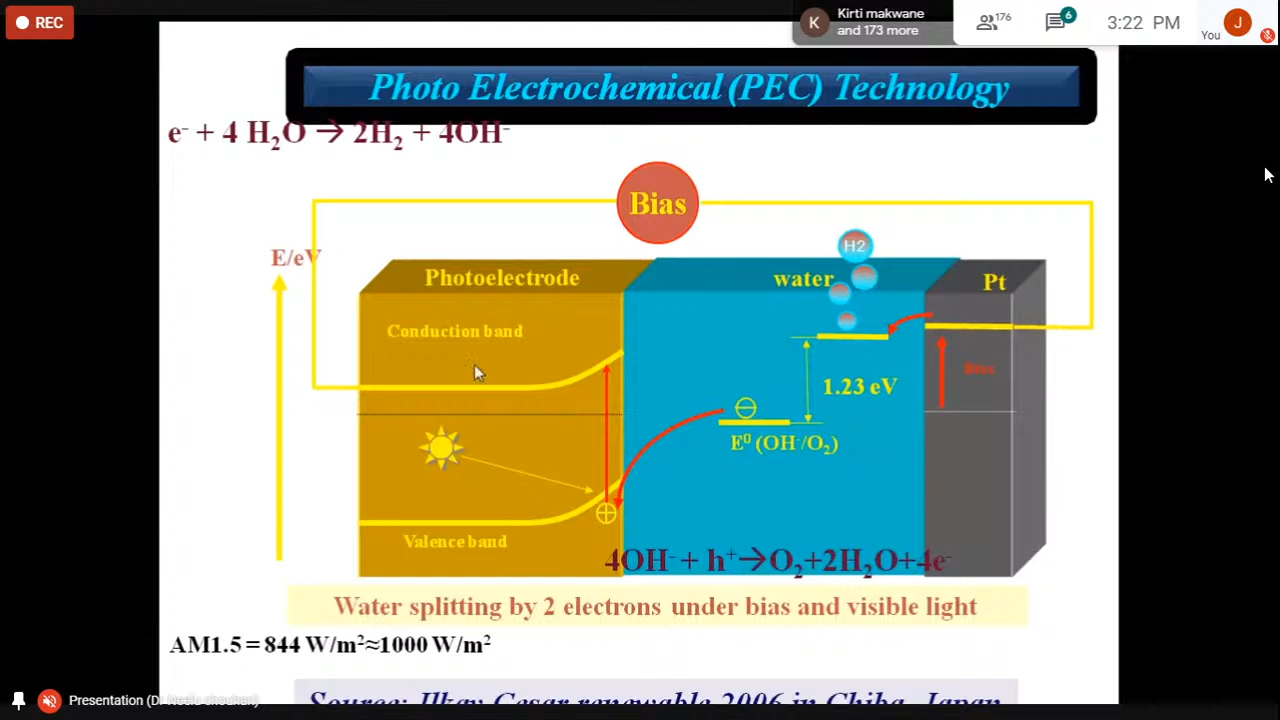 REC
K
Kirti makwane
and 173 more
176
6
3:22 PM
J
You
Photo Electrochemical (PEC) Technology
e- + 4 H2O → 2H2 + 4OH-
Bias
E/eV
H2
Photoelectrode
water
Pt
Conduction band
Bias
1.23 eV
E⁰ (OH-/O2)
Valence band
4OH- + h+→O2+2H2O+4e-
Water splitting by 2 electrons under bias and visible light
AM1.5 = 844 W/m²≈1000 W/m²
Source: Ilkay Cesar renewable 2006 in Chiba, Japan
Presentation (Dr Neelu chouhan)